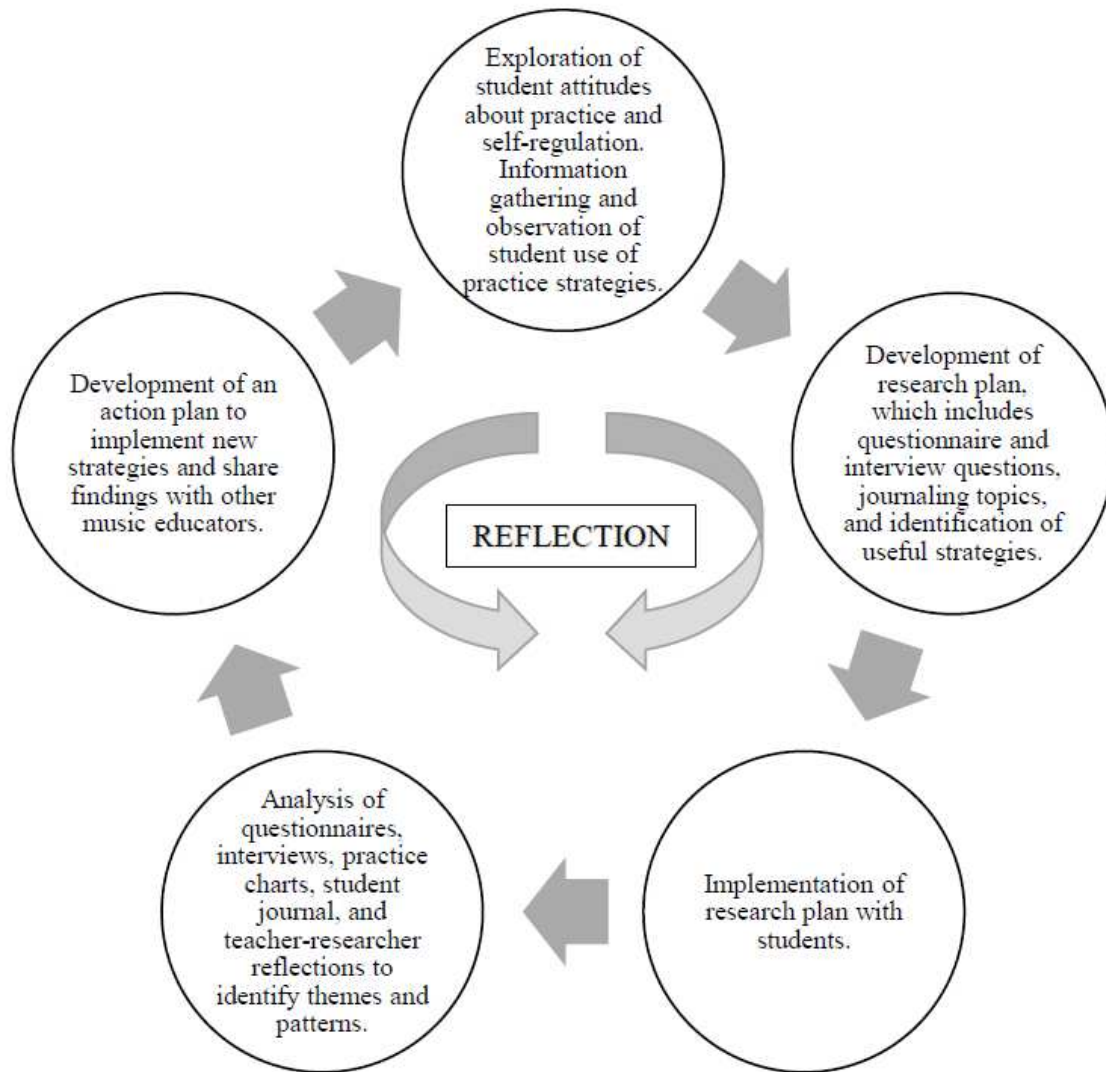 Exploration of
student attitudes
about practice and
self-regulation.
Information
gathering and
observation of
student use of
practice strategies.
Development of
research plan,
which includes
questionnaire and
interview questions,
journaling topics,
and identification of
useful strategies.
Implementation of
research plan with
students.
Analysis of
questionnaires,
interviews, practice
charts, student
journal, and
teacher-researcher
reflections to
identify themes and
patterns.
Development of an
action plan to
implement new
strategies and share
findings with other
music educators.
REFLECTION